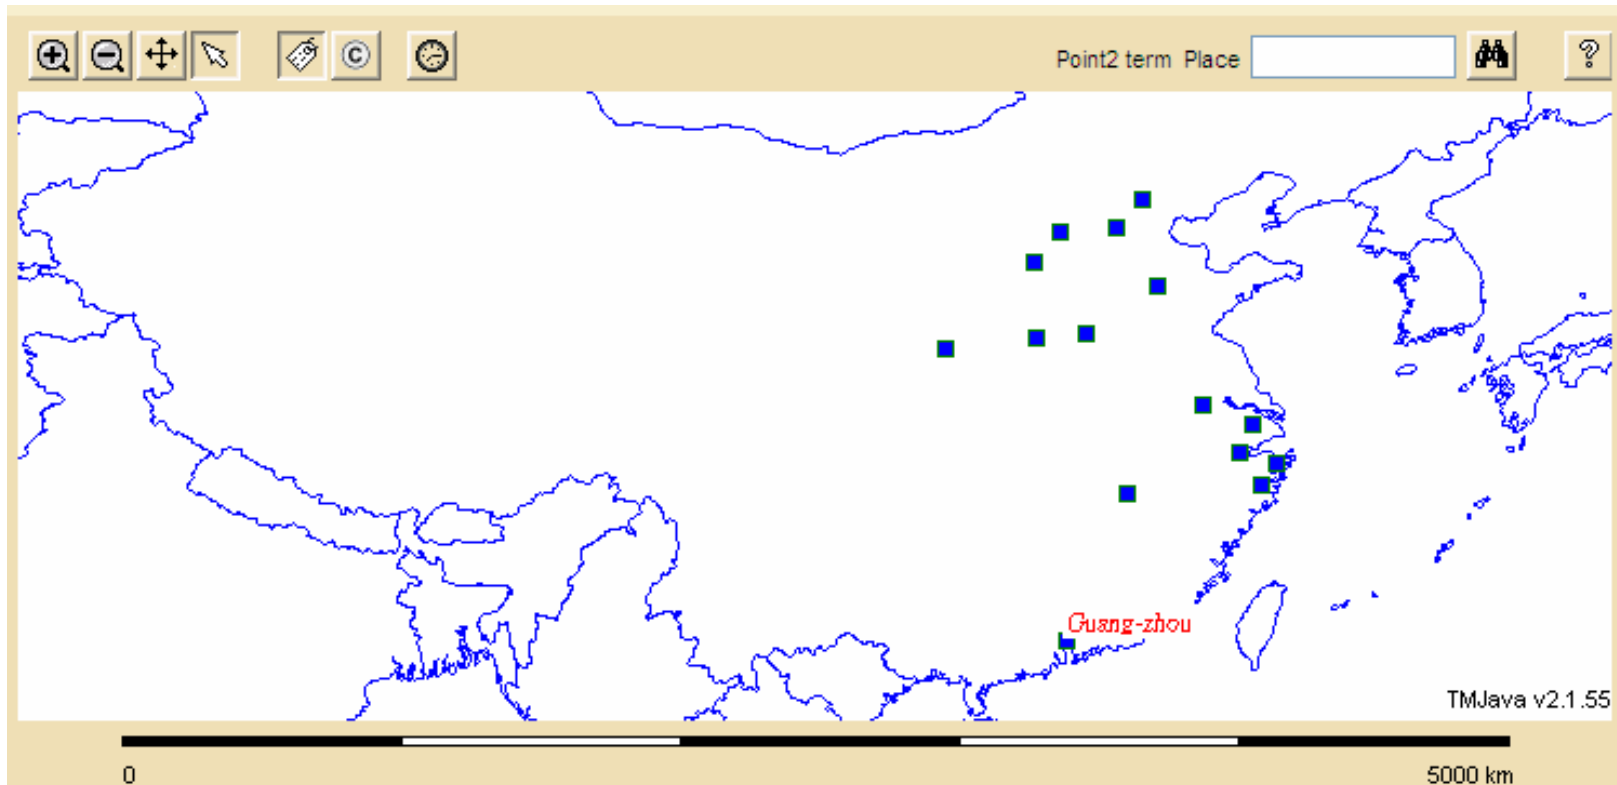 ©
Point2 term Place
?
Guang-zhou
TMJava v2.1.55
0
5000 km